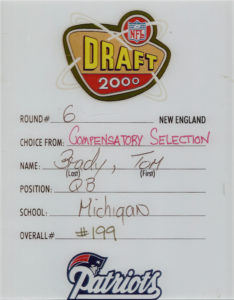 NFL
DRAFT
2000
ROUND# 6 NEW ENGLAND
CHOICE FROM: COMPENSATORY SELECTION
NAME: Brady, Tom
(Last) (First)
POSITION: QB
SCHOOL: Michigan
OVERALL# #199
Patriots